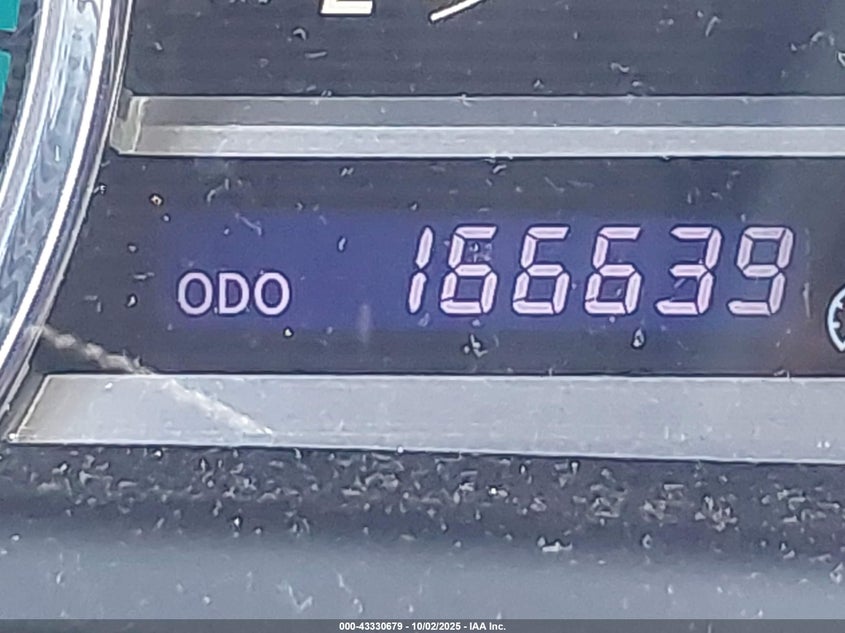 ODO 166639
000-43330679 - 10/02/2025 - IAA Inc.